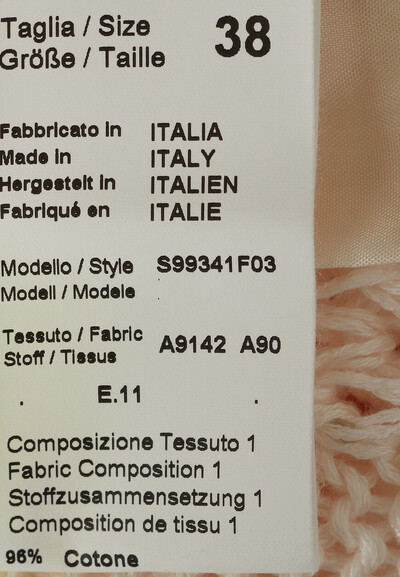 Taglia / Size 38
Größe / Taille
Fabbricato in ITALIA
Made in ITALY
Hergestelt in ITALIEN
Fabriqué en ITALIE
Modello / Style S99341F03
Modell / Modele
Tessuto / Fabric A9142 A90
Stoff / Tissus
. E.11 .
Composizione Tessuto 1
Fabric Composition 1
Stoffzusammensetzung 1
Composition de tissu 1
96% Cotone